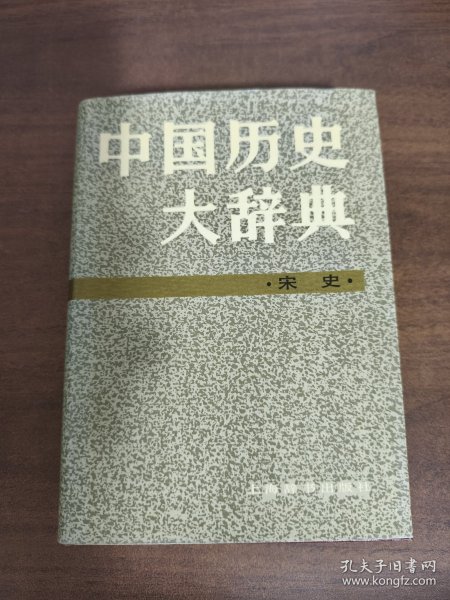 中国历史
大辞典
·宋 史·
上海辞书出版社
孔夫子旧书网
www.kongfz.com